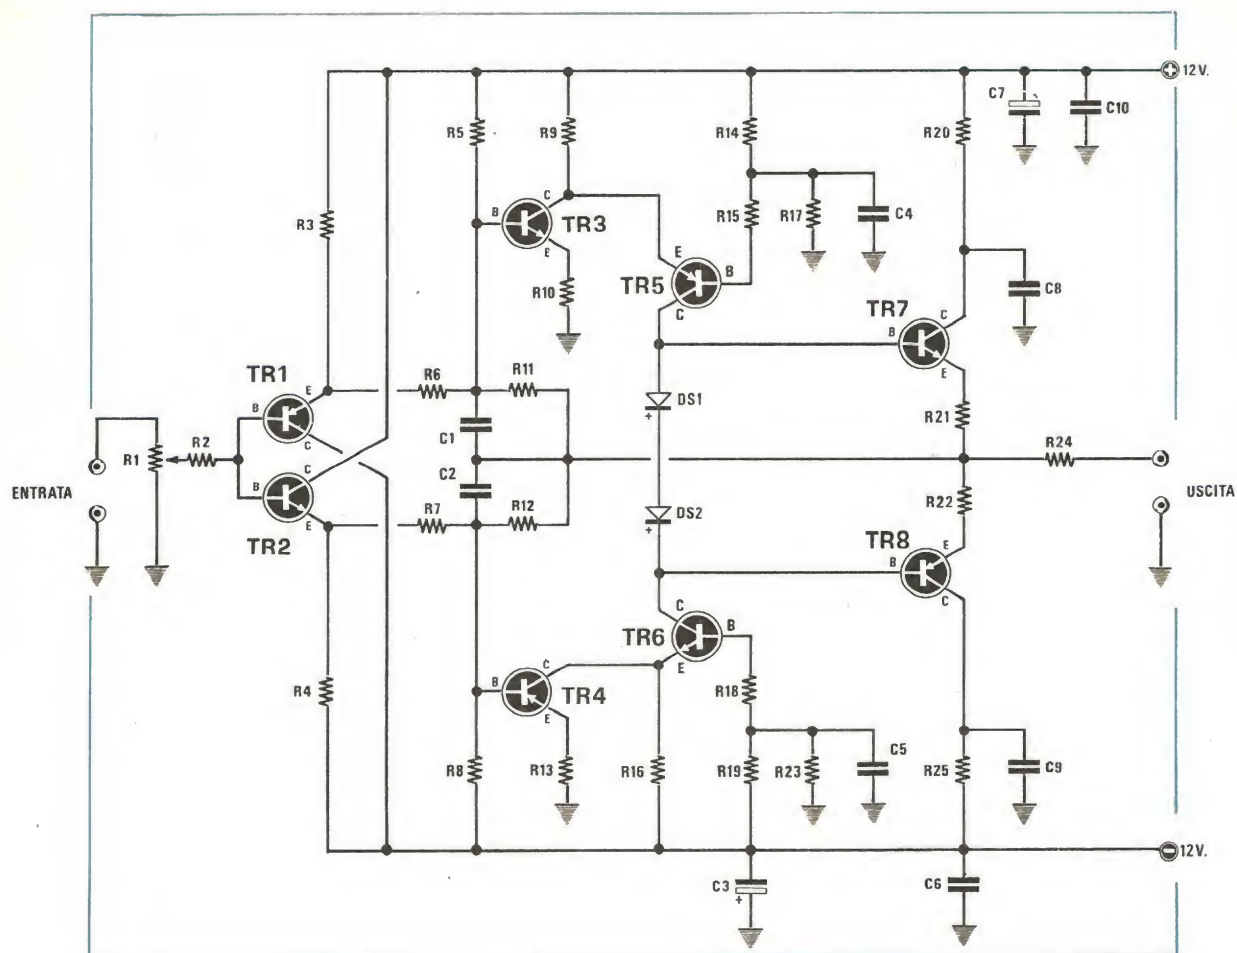 12V.
C7
C10
R5
R9
R14
R20
R3
B
C
E
TR3
R15
R17
C4
R10
E
TR5
B
C
TR7
B
C
E
C8
TR1
B
E
C
R6
R11
C1
DS1
R21
R1
R2
R24
ENTRATA
B
C
E
TR2
C2
R7
R12
DS2
+
+
R22
USCITA
TR8
B
E
C
C
TR6
B
E
R4
B
C
TR4
E
R18
R8
R13
R16
R19
R23
C5
R25
C9
12V.
C3
+
C6